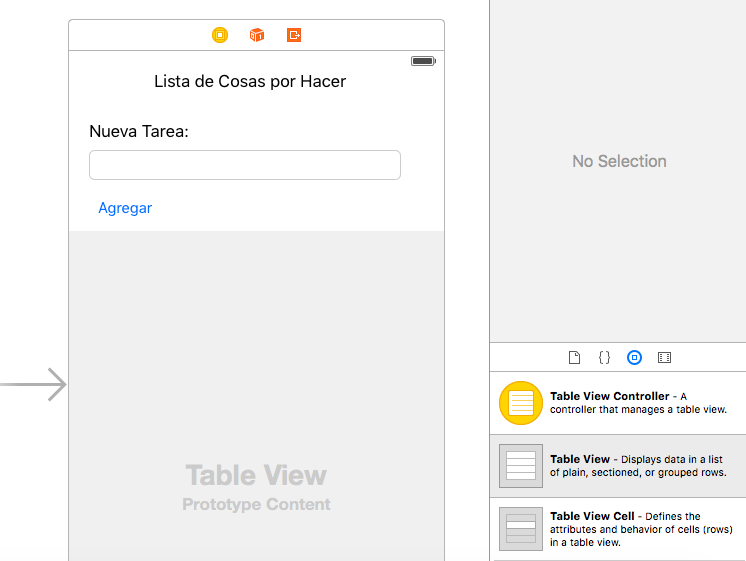 Lista de Cosas por Hacer
Nueva Tarea:
Agregar
Table View
Prototype Content
No Selection
{ }
Table View Controller - A
controller that manages a table view.
Table View - Displays data in a list
of plain, sectioned, or grouped rows.
Table View Cell - Defines the
attributes and behavior of cells (rows)
in a table view.